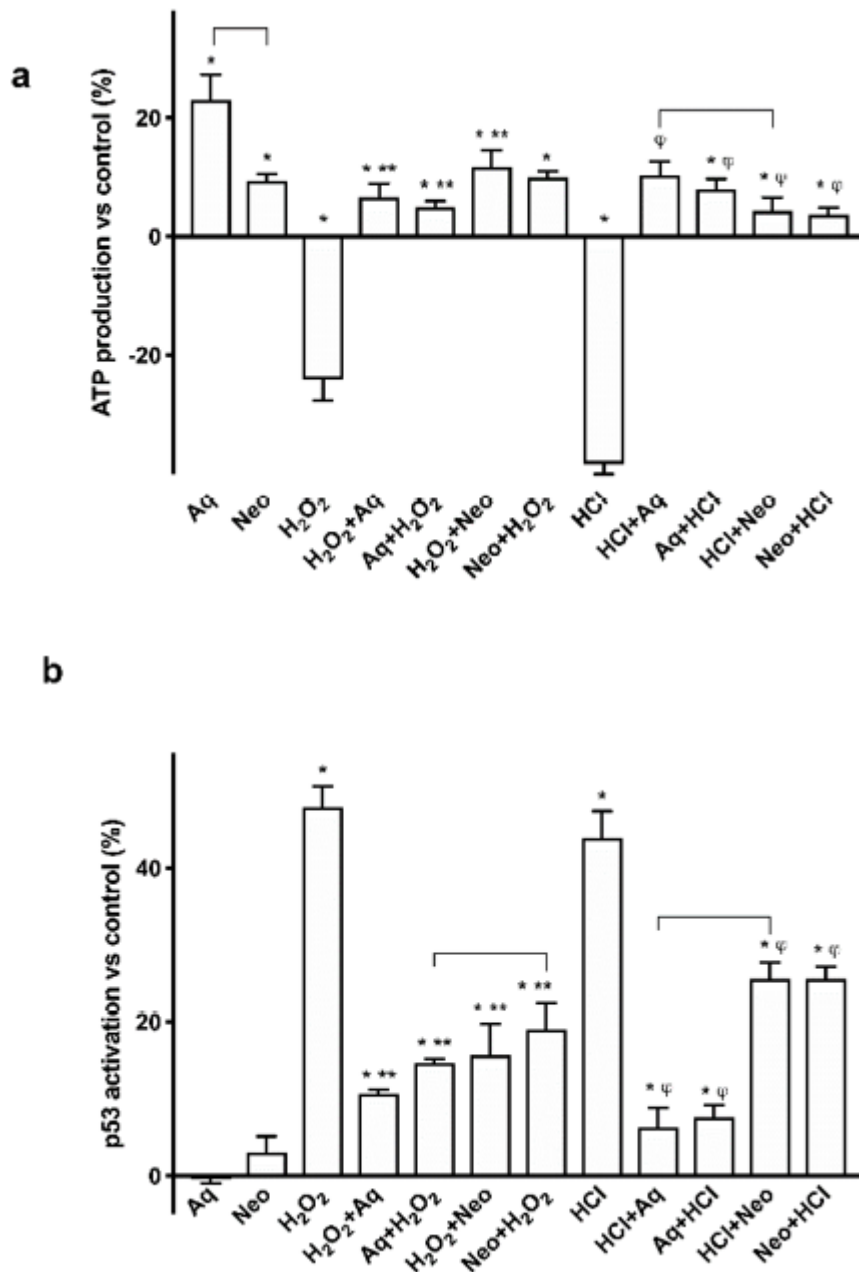 a
ATP production vs control (%)
20
0
-20
*
*
*
* **
* **
* **
*
*
φ
* φ
* ψ
* φ
Aq
Neo
H₂O₂
H₂O₂+Aq
Aq+H₂O₂
H₂O₂+Neo
Neo+H₂O₂
HCl
HCl+Aq
Aq+HCl
HCl+Neo
Neo+HCl
b
p53 activation vs control (%)
40
20
0
*
* **
* **
* **
* **
*
* φ
* φ
* φ
* φ
Aq
Neo
H₂O₂
H₂O₂+Aq
Aq+H₂O₂
H₂O₂+Neo
Neo+H₂O₂
HCl
HCl+Aq
Aq+HCl
HCl+Neo
Neo+HCl